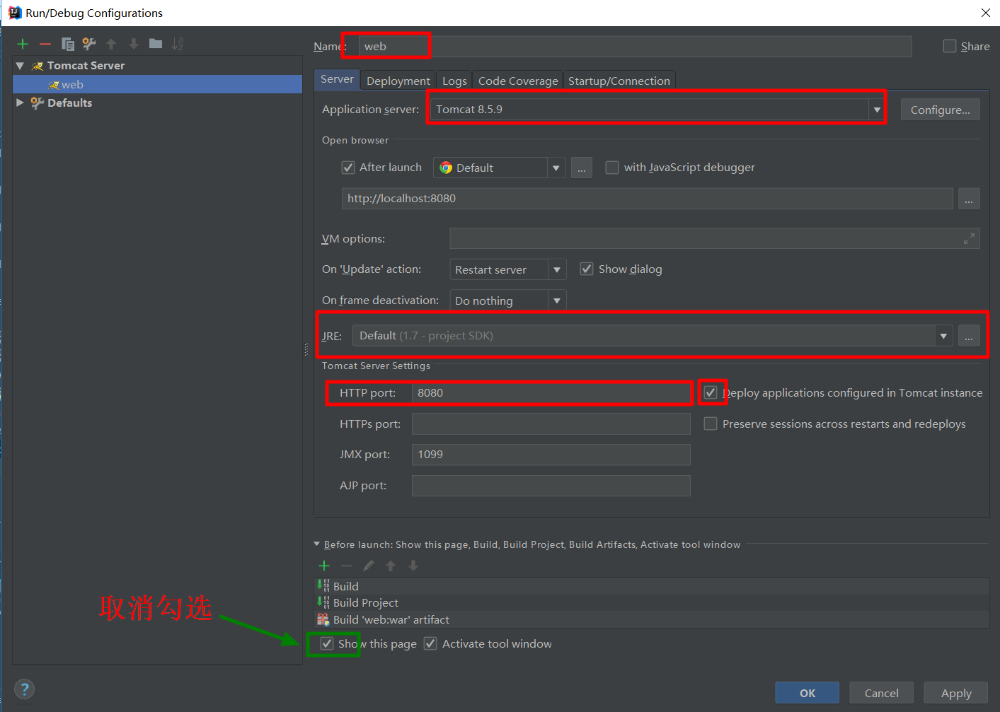 Run/Debug Configurations
Tomcat Server
web
Defaults
Name: web
Share
Server Deployment Logs Code Coverage Startup/Connection
Application server: Tomcat 8.5.9 Configure...
Open browser
After launch Default ... with JavaScript debugger
http://localhost:8080 ...
VM options:
On 'Update' action: Restart server Show dialog
On frame deactivation: Do nothing
JRE: Default (1.7 - project SDK) ...
Tomcat Server Settings
HTTP port: 8080 Deploy applications configured in Tomcat instance
HTTPs port: Preserve sessions across restarts and redeploys
JMX port: 1099
AJP port:
Before launch: Show this page, Build, Build Project, Build Artifacts, Activate tool window
Build
Build Project
Build 'web:war' artifact
取消勾选
Show this page Activate tool window
?
OK Cancel Apply